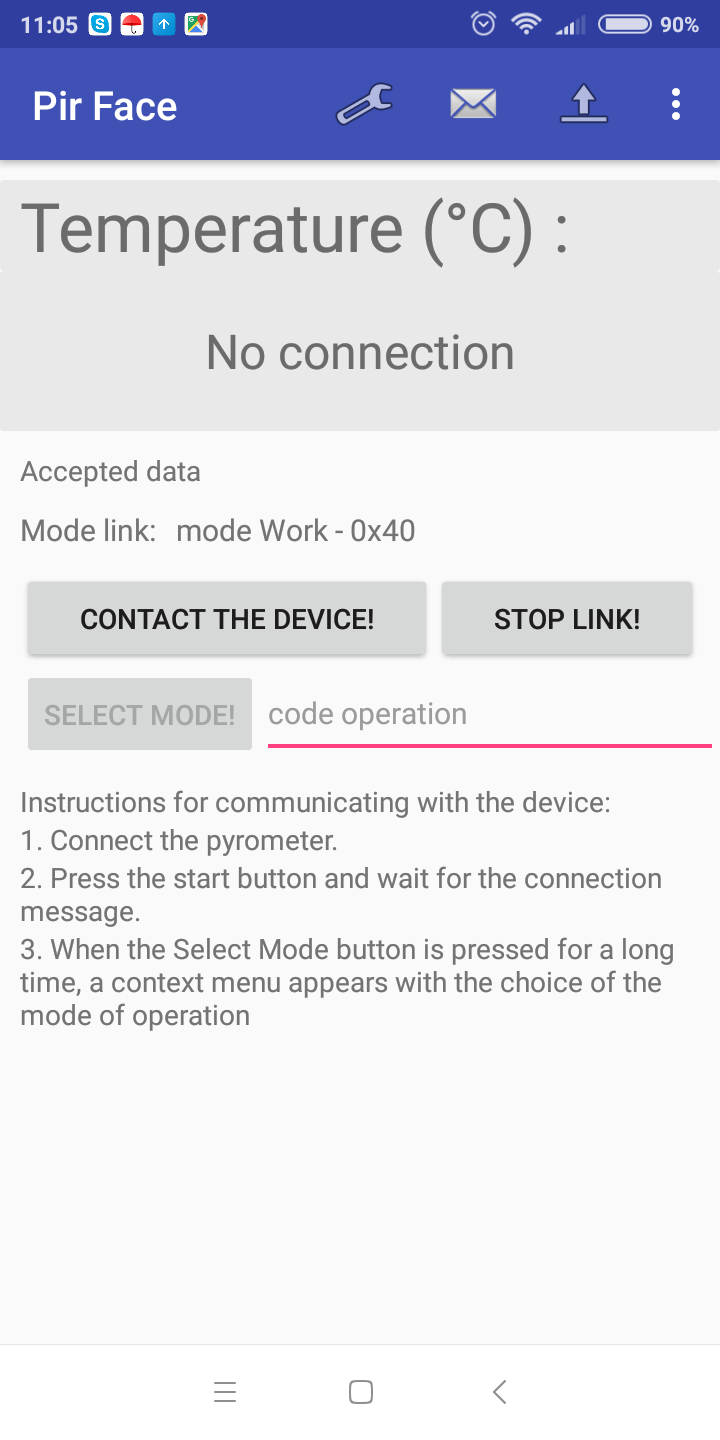 11:05
90%
Pir Face
Temperature (°C) :
No connection
Accepted data
Mode link: mode Work - 0x40
CONTACT THE DEVICE! STOP LINK!
SELECT MODE! code operation
Instructions for communicating with the device:
1. Connect the pyrometer.
2. Press the start button and wait for the connection
message.
3. When the Select Mode button is pressed for a long
time, a context menu appears with the choice of the
mode of operation